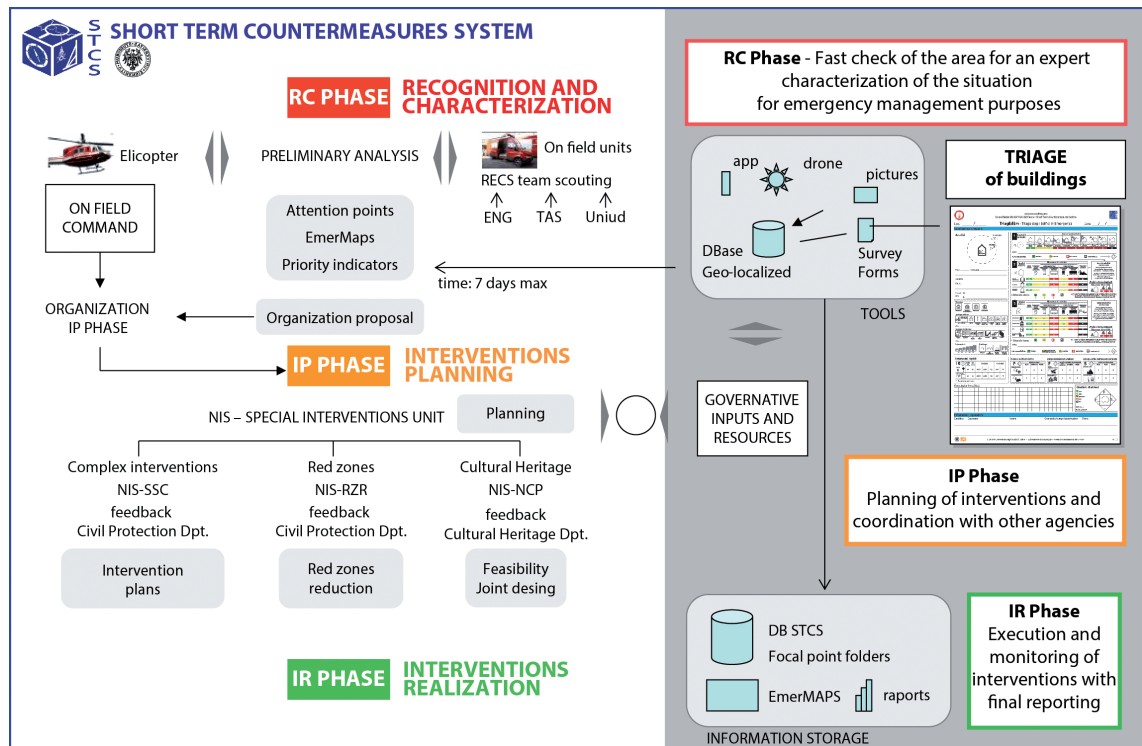 STCS
SHORT TERM COUNTERMEASURES SYSTEM
RC PHASE
RECOGNITION AND
CHARACTERIZATION
Elicopter
PRELIMINARY ANALYSIS
On field units
RECS team scouting
ENG
TAS
Uniud
ON FIELD
COMMAND
Attention points
EmerMaps
Priority indicators
time: 7 days max
ORGANIZATION
IP PHASE
Organization proposal
IP PHASE
INTERVENTIONS
PLANNING
NIS – SPECIAL INTERVENTIONS UNIT
Planning
Complex interventions
NIS-SSC
feedback
Civil Protection Dpt.
Intervention
plans
Red zones
NIS-RZR
feedback
Civil Protection Dpt.
Red zones
reduction
Cultural Heritage
NIS-NCP
feedback
Cultural Heritage Dpt.
Feasibility
Joint desing
IR PHASE
INTERVENTIONS
REALIZATION
RC Phase - Fast check of the area for an expert
characterization of the situation
for emergency management purposes
app
drone
pictures
DBase
Geo-localized
Survey
Forms
TOOLS
TRIAGE
of buildings
GOVERNATIVE
INPUTS AND
RESOURCES
IP Phase
Planning of interventions and
coordination with other agencies
DB STCS
Focal point folders
EmerMAPS
raports
INFORMATION STORAGE
IR Phase
Execution and
monitoring of
interventions with
final reporting